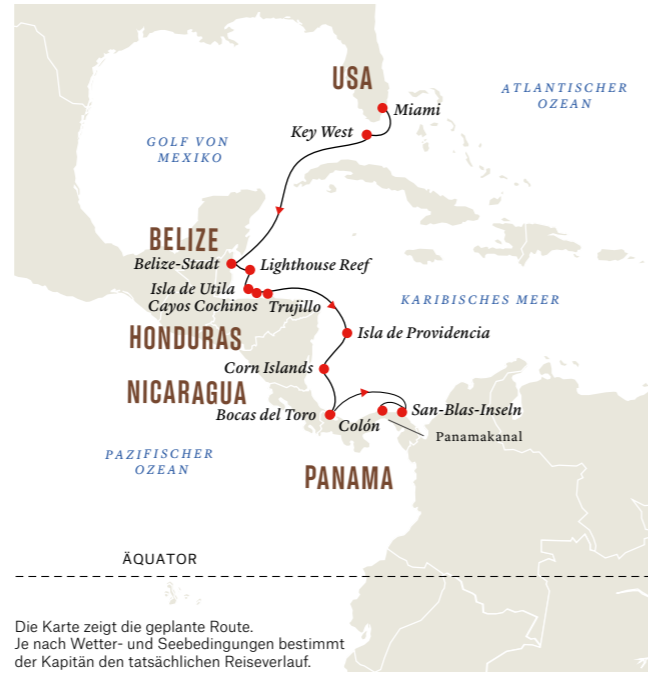 USA
ATLANTISCHER
OZEAN
Miami
Key West
GOLF VON
MEXIKO
BELIZE
Belize-Stadt
Lighthouse Reef
Isla de Utila
Cayos Cochinos
Trujillo
KARIBISCHES MEER
HONDURAS
Isla de Providencia
Corn Islands
NICARAGUA
Bocas del Toro
Colón
San-Blas-Inseln
Panamakanal
PAZIFISCHER
OZEAN
PANAMA
ÄQUATOR
Die Karte zeigt die geplante Route.
Je nach Wetter- und Seebedingungen bestimmt
der Kapitän den tatsächlichen Reiseverlauf.